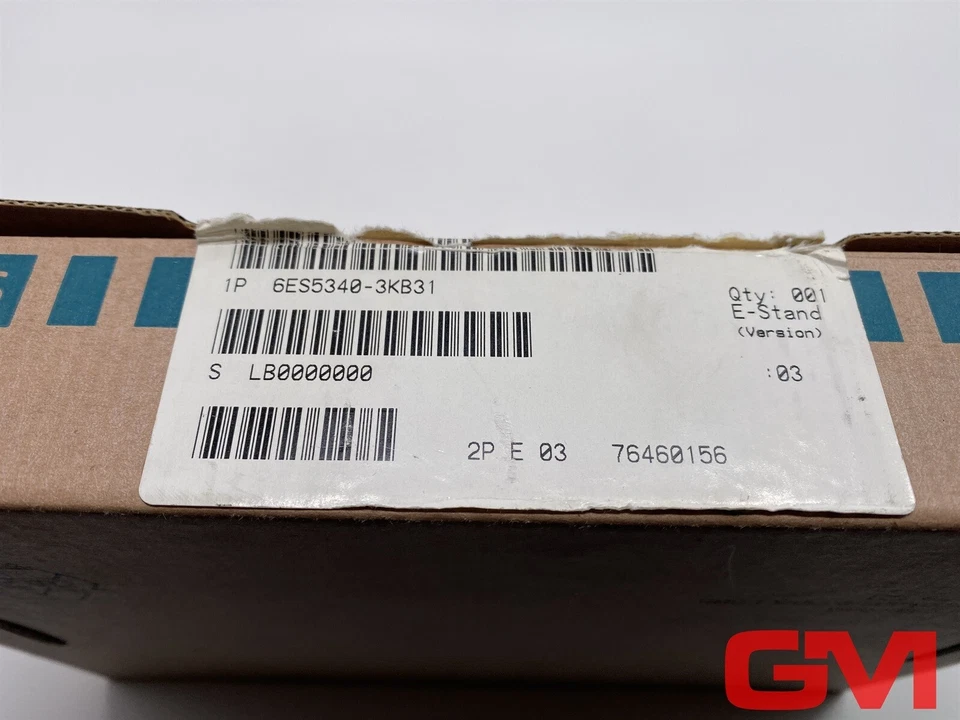 1P 6ES5340-3KB31
Qty: 001
E-Stand
(Version)
S LB0000000
:03
2P E 03 76460156
GM